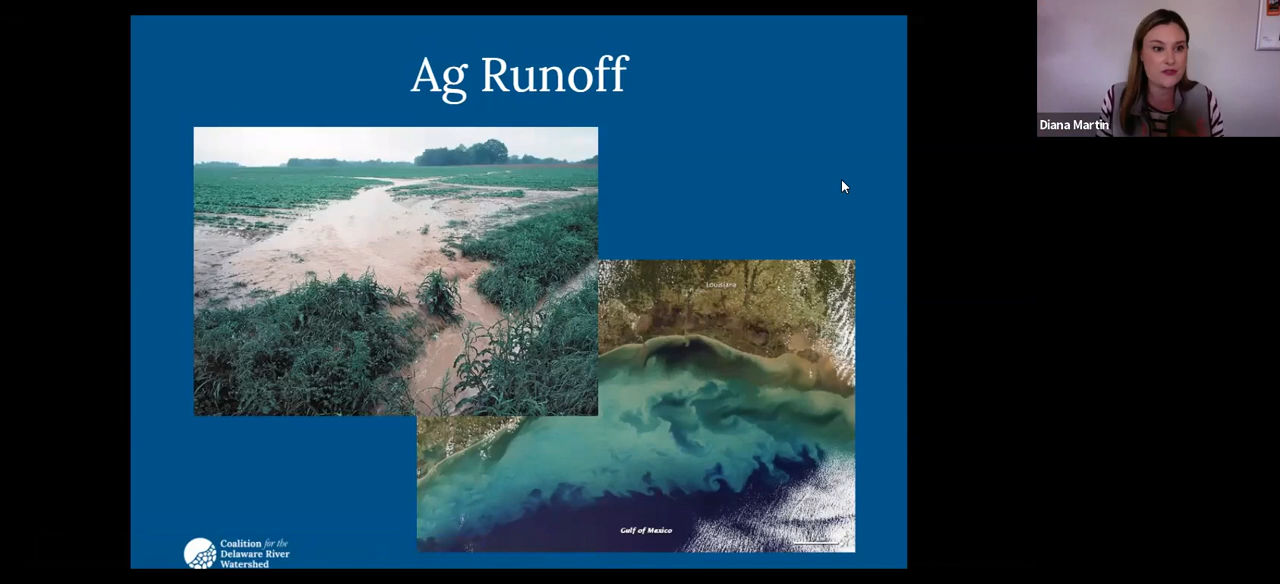 Ag Runoff
Diana Martin
Louisiana
Gulf of Mexico
Coalition for the
Delaware River
Watershed